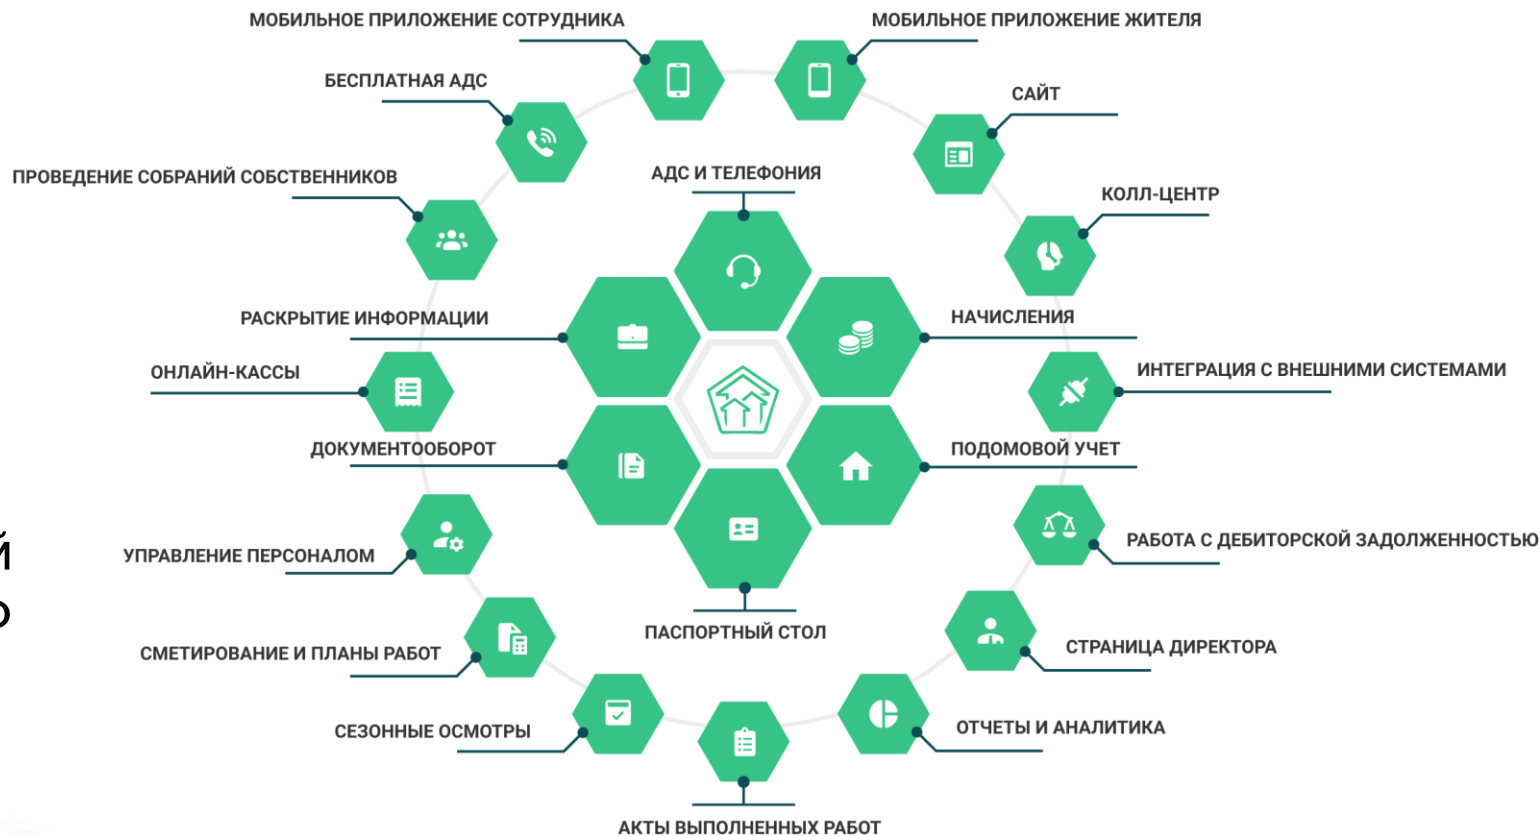 МОБИЛЬНОЕ ПРИЛОЖЕНИЕ СОТРУДНИКА
МОБИЛЬНОЕ ПРИЛОЖЕНИЕ ЖИТЕЛЯ
БЕСПЛАТНАЯ АДС
САЙТ
ПРОВЕДЕНИЕ СОБРАНИЙ СОБСТВЕННИКОВ
АДС И ТЕЛЕФОНИЯ
КОЛЛ-ЦЕНТР
РАСКРЫТИЕ ИНФОРМАЦИИ
НАЧИСЛЕНИЯ
ОНЛАЙН-КАССЫ
ИНТЕГРАЦИЯ С ВНЕШНИМИ СИСТЕМАМИ
ДОКУМЕНТООБОРОТ
ПОДОМОВОЙ УЧЕТ
УПРАВЛЕНИЕ ПЕРСОНАЛОМ
РАБОТА С ДЕБИТОРСКОЙ ЗАДОЛЖЕННОСТЬЮ
ПАСПОРТНЫЙ СТОЛ
СМЕТИРОВАНИЕ И ПЛАНЫ РАБОТ
СТРАНИЦА ДИРЕКТОРА
СЕЗОННЫЕ ОСМОТРЫ
ОТЧЕТЫ И АНАЛИТИКА
АКТЫ ВЫПОЛНЕННЫХ РАБОТ